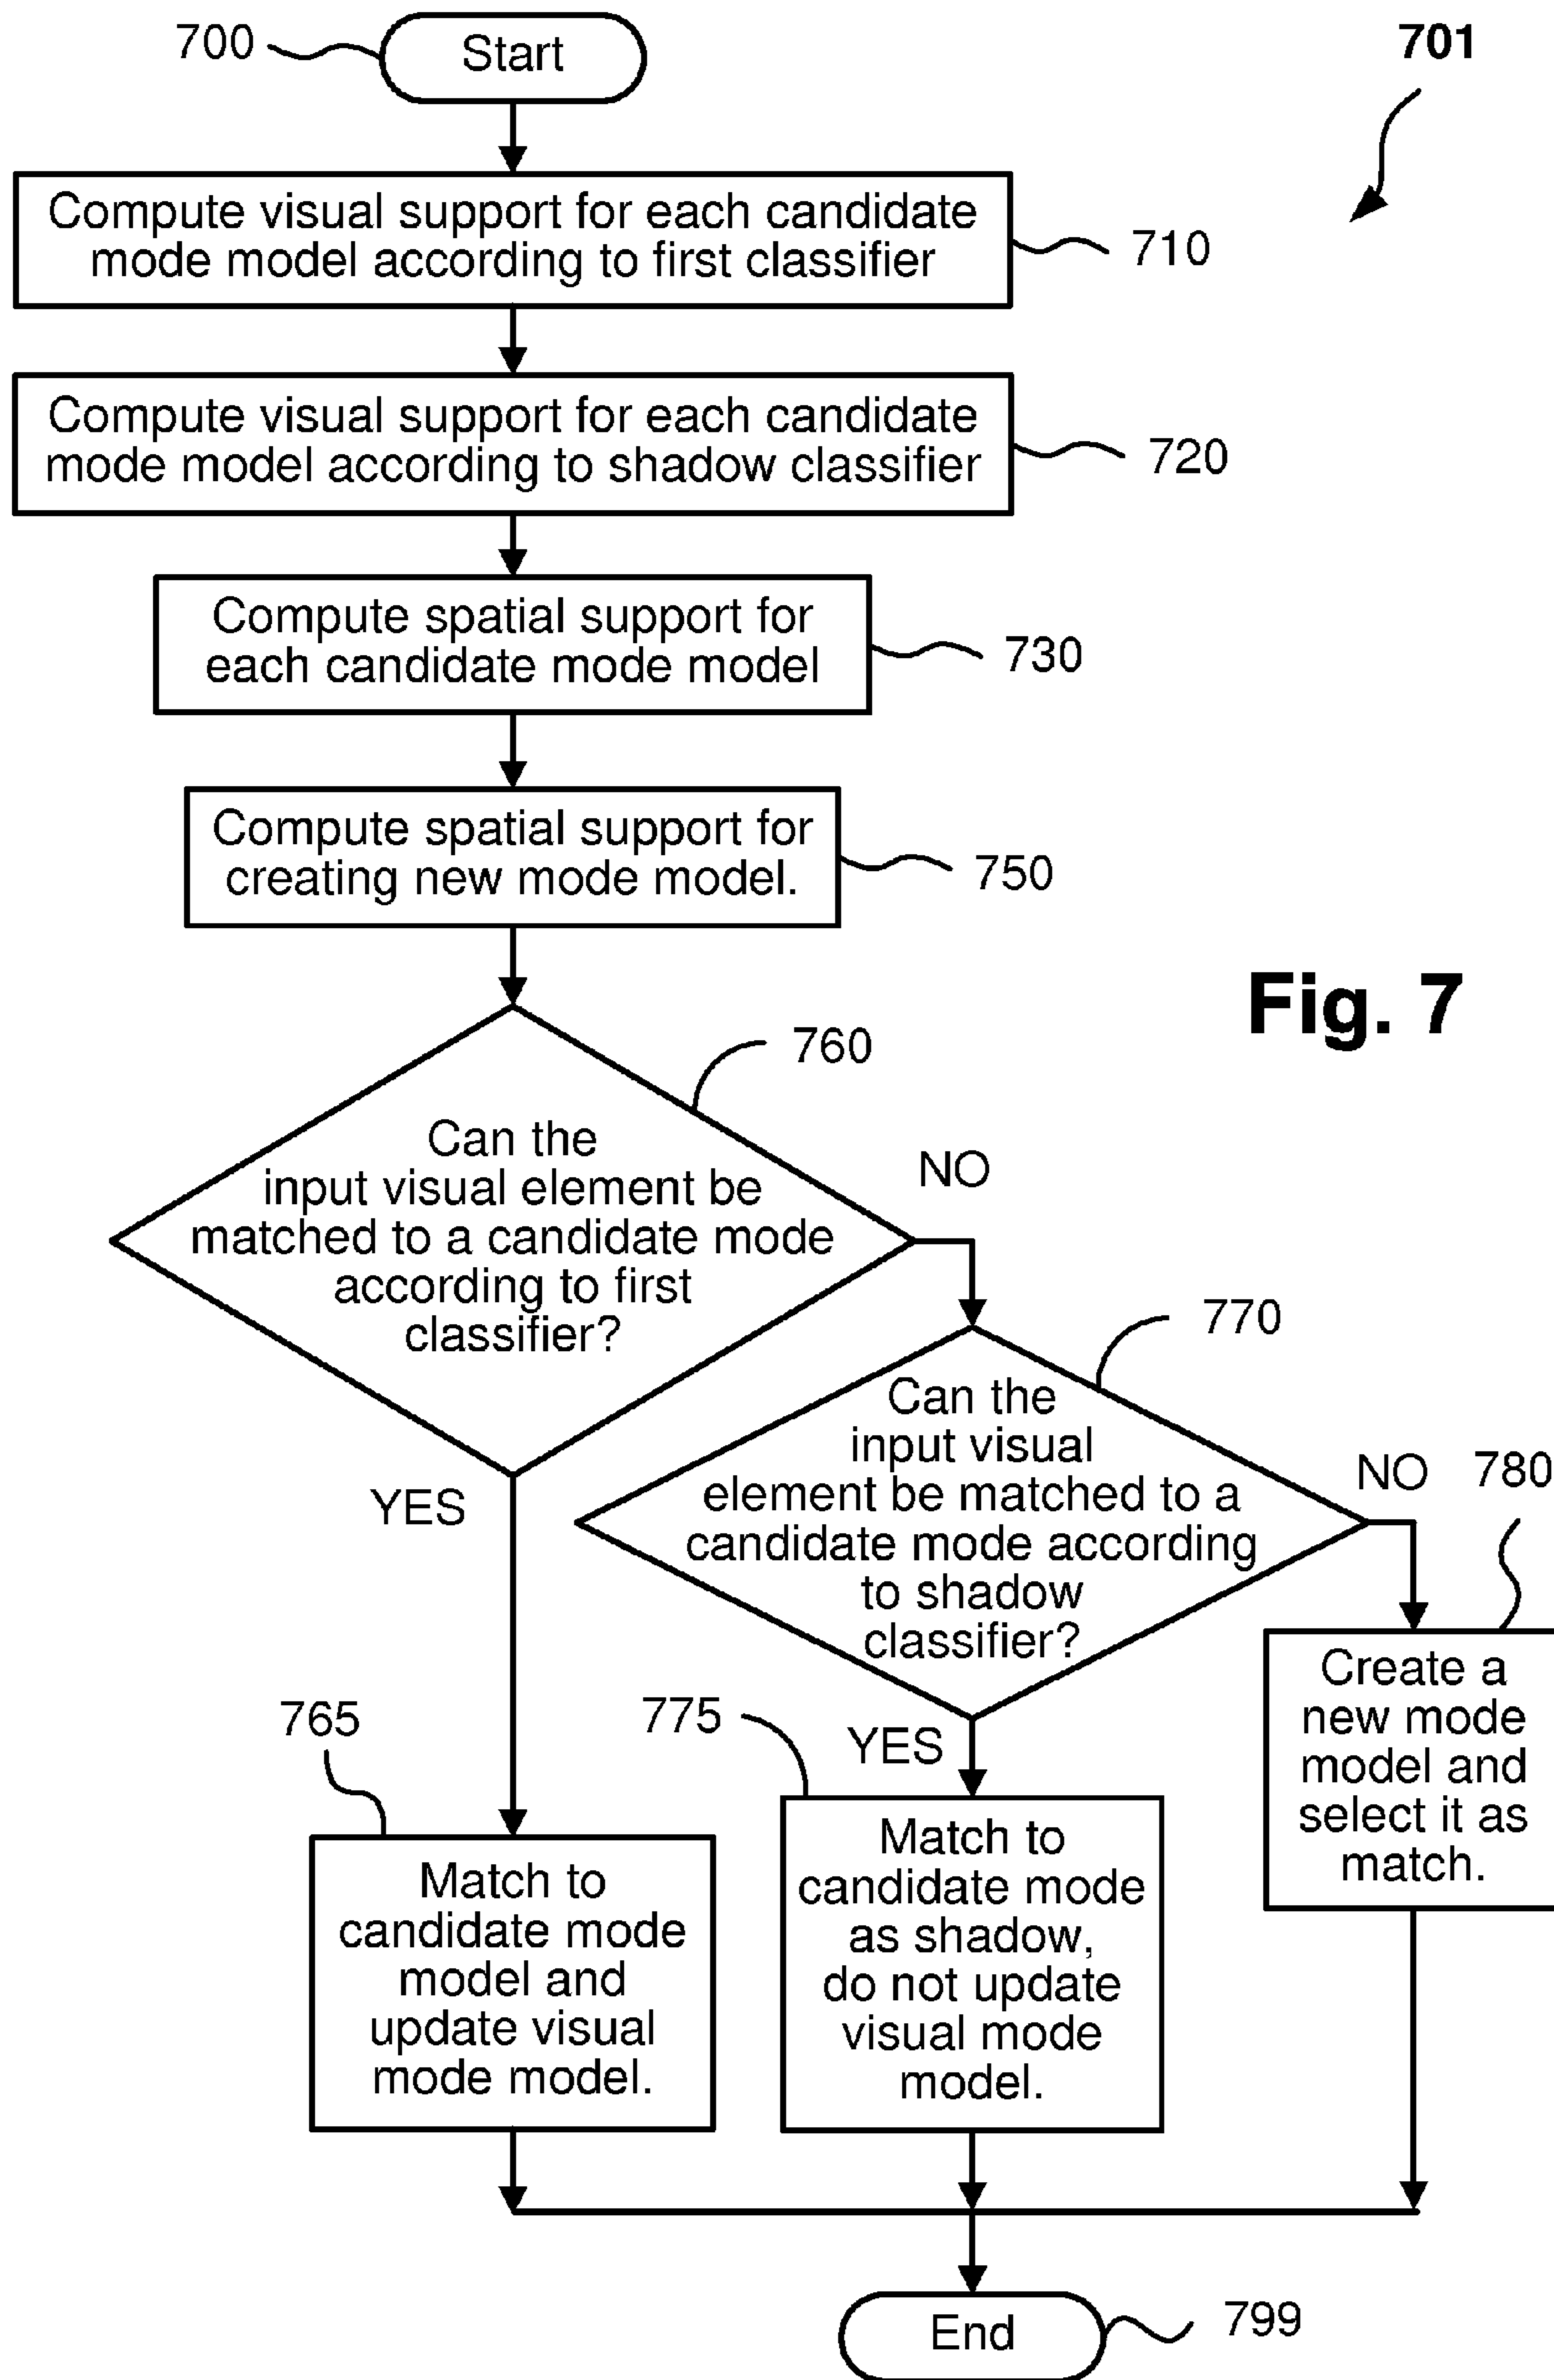 700
Start
701
Compute visual support for each candidate
mode model according to first classifier
710
Compute visual support for each candidate
mode model according to shadow classifier
720
Compute spatial support for
each candidate mode model
730
Compute spatial support for
creating new mode model.
750
Fig. 7
760
Can the
input visual element be
matched to a candidate mode
according to first
classifier?
NO
YES
770
Can the
input visual
element be matched to a
candidate mode according
to shadow
classifier?
NO
780
YES
765
Match to
candidate mode
model and
update visual
mode model.
775
Match to
candidate mode
as shadow,
do not update
visual mode
model.
Create a
new mode
model and
select it as
match.
End
799